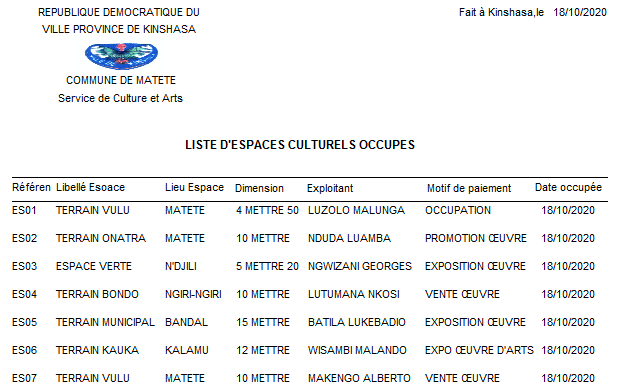 REPUBLIQUE DEMOCRATIQUE DU
Fait à Kinshasa,le 18/10/2020
VILLE PROVINCE DE KINSHASA
COMMUNE DE MATETE
Service de Culture et Arts
LISTE D'ESPACES CULTURELS OCCUPES
Référen Libellé Esoace Lieu Espace Dimension Exploitant Motif de paiement Date occupée
ES01 TERRAIN VULU MATETE 4 METTRE 50 LUZOLO MALUNGA OCCUPATION 18/10/2020
ES02 TERRAIN ONATRA MATETE 10 METTRE NDUDA LUAMBA PROMOTION ŒUVRE 18/10/2020
ES03 ESPACE VERTE N'DJILI 5 METTRE 20 NGWIZANI GEORGES EXPOSITION ŒUVRE 18/10/2020
ES04 TERRAIN BONDO NGIRI-NGIRI 10 METTRE LUTUMANA NKOSI VENTE ŒUVRE 18/10/2020
ES05 TERRAIN MUNICIPAL BANDAL 15 METTRE BATILA LUKEBADIO EXPOSITION ŒUVRE 18/10/2020
ES06 TERRAIN KAUKA KALAMU 12 METTRE WISAMBI MALANDO EXPO ŒUVRE D'ARTS 18/10/2020
ES07 TERRAIN VULU MATETE 10 METTRE MAKENGO ALBERTO VENTE ŒUVRE 18/10/2020